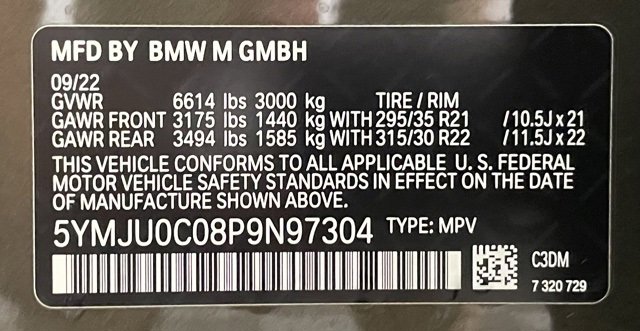 MFD BY BMW M GMBH
09/22
GVWR 6614 lbs 3000 kg TIRE / RIM
GAWR FRONT 3175 lbs 1440 kg WITH 295/35 R21 /10.5J x 21
GAWR REAR 3494 lbs 1585 kg WITH 315/30 R22 /11.5J x 22
THIS VEHICLE CONFORMS TO ALL APPLICABLE U. S. FEDERAL
MOTOR VEHICLE SAFETY STANDARDS IN EFFECT ON THE DATE
OF MANUFACTURE SHOWN ABOVE.
5YMJU0C08P9N97304 TYPE: MPV
C3DM
7 320 729